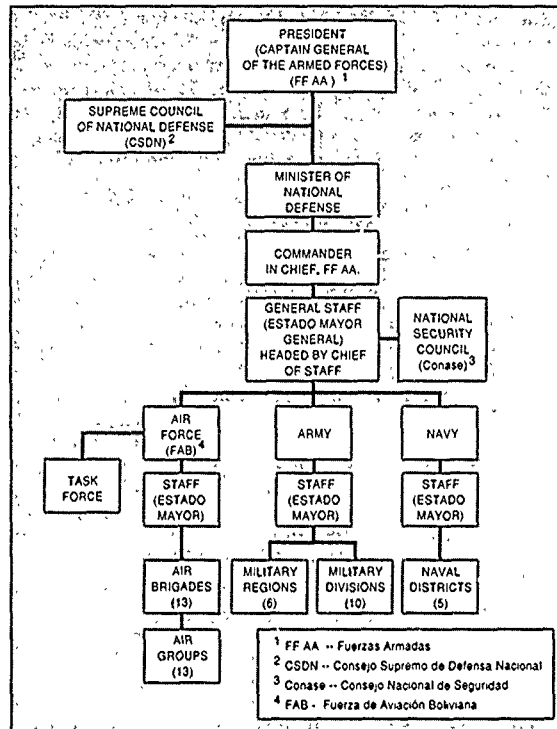 PRESIDENT
(CAPTAIN GENERAL
OF THE ARMED FORCES)
(FF AA) 1
SUPREME COUNCIL
OF NATIONAL DEFENSE
(CSDN) 2
MINISTER OF
NATIONAL
DEFENSE
COMMANDER
IN CHIEF, FF AA.
GENERAL STAFF
(ESTADO MAYOR
GENERAL)
HEADED BY CHIEF
OF STAFF
NATIONAL
SECURITY
COUNCIL
(Conase) 3
AIR
FORCE
(FAB) 4
ARMY
NAVY
TASK
FORCE
STAFF
(ESTADO
MAYOR)
STAFF
(ESTADO
MAYOR)
STAFF
(ESTADO
MAYOR)
AIR
BRIGADES
(13)
MILITARY
REGIONS
(6)
MILITARY
DIVISIONS
(10)
NAVAL
DISTRICTS
(5)
AIR
GROUPS
(13)
1 FF AA -- Fuerzas Armadas
2 CSDN -- Consejo Supremo de Defensa Nacional
3 Conase -- Consejo Nacional de Seguridad
4 FAB - Fuerza de Aviación Boliviana